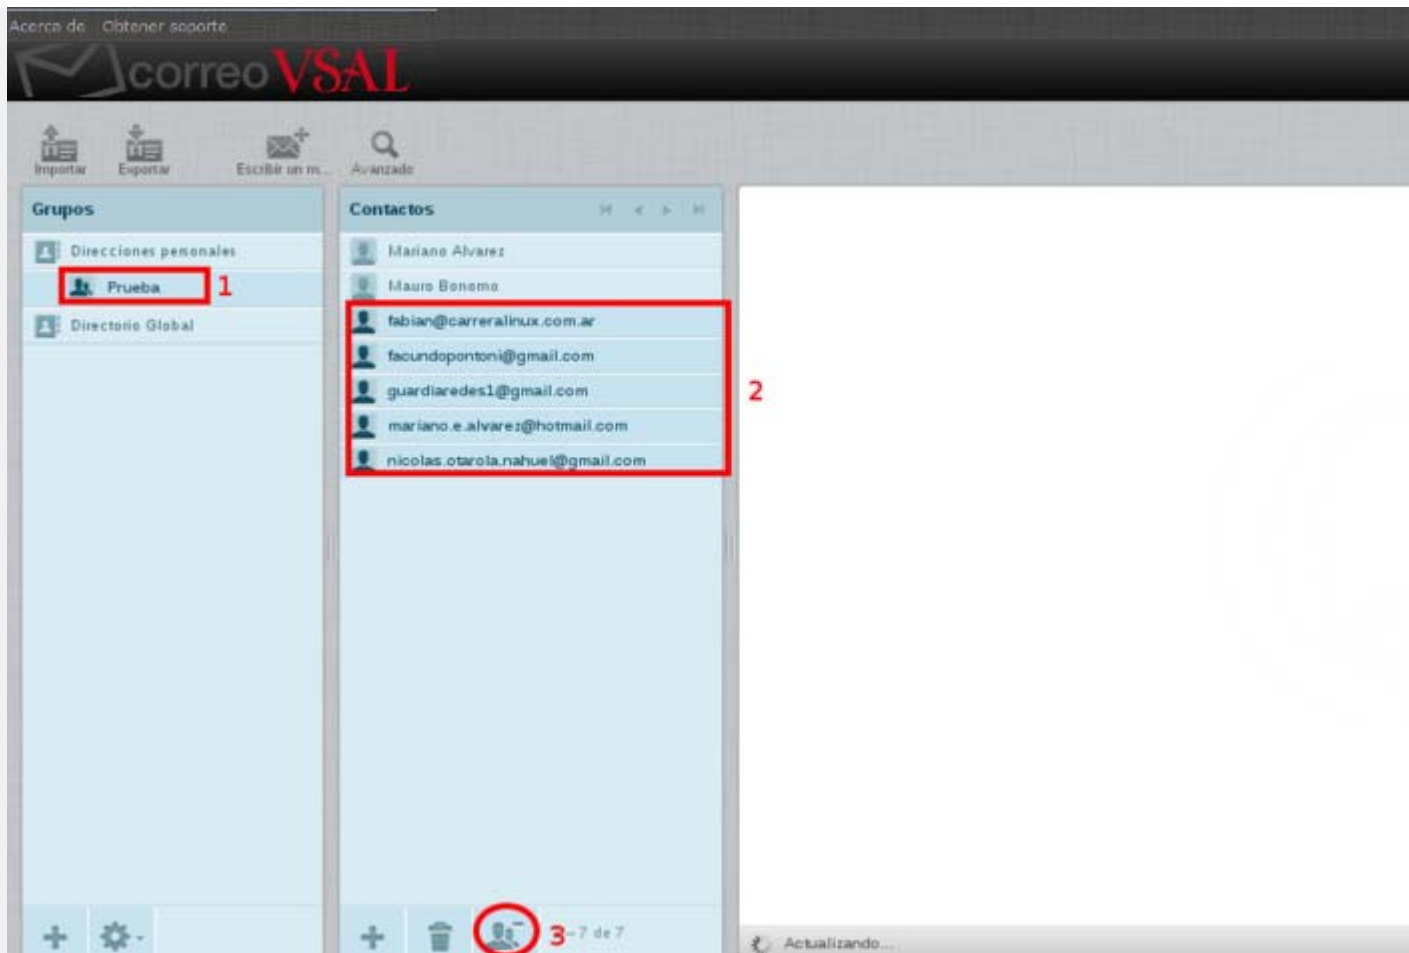 Acerca de Obtener soporte
correo VSAL
Importar Exportar Escribir un m... Avanzado
Grupos
Direcciones personales
Prueba 1
Directorio Global
Contactos
Mariano Alvarez
Mauro Bonomo
fabian@carreralinux.com.ar
facundopontoni@gmail.com
guardiaredes1@gmail.com
mariano.e.alvarez@hotmail.com
nicolas.otarola.nahuel@gmail.com
2
3 –7 de 7
Actualizando...